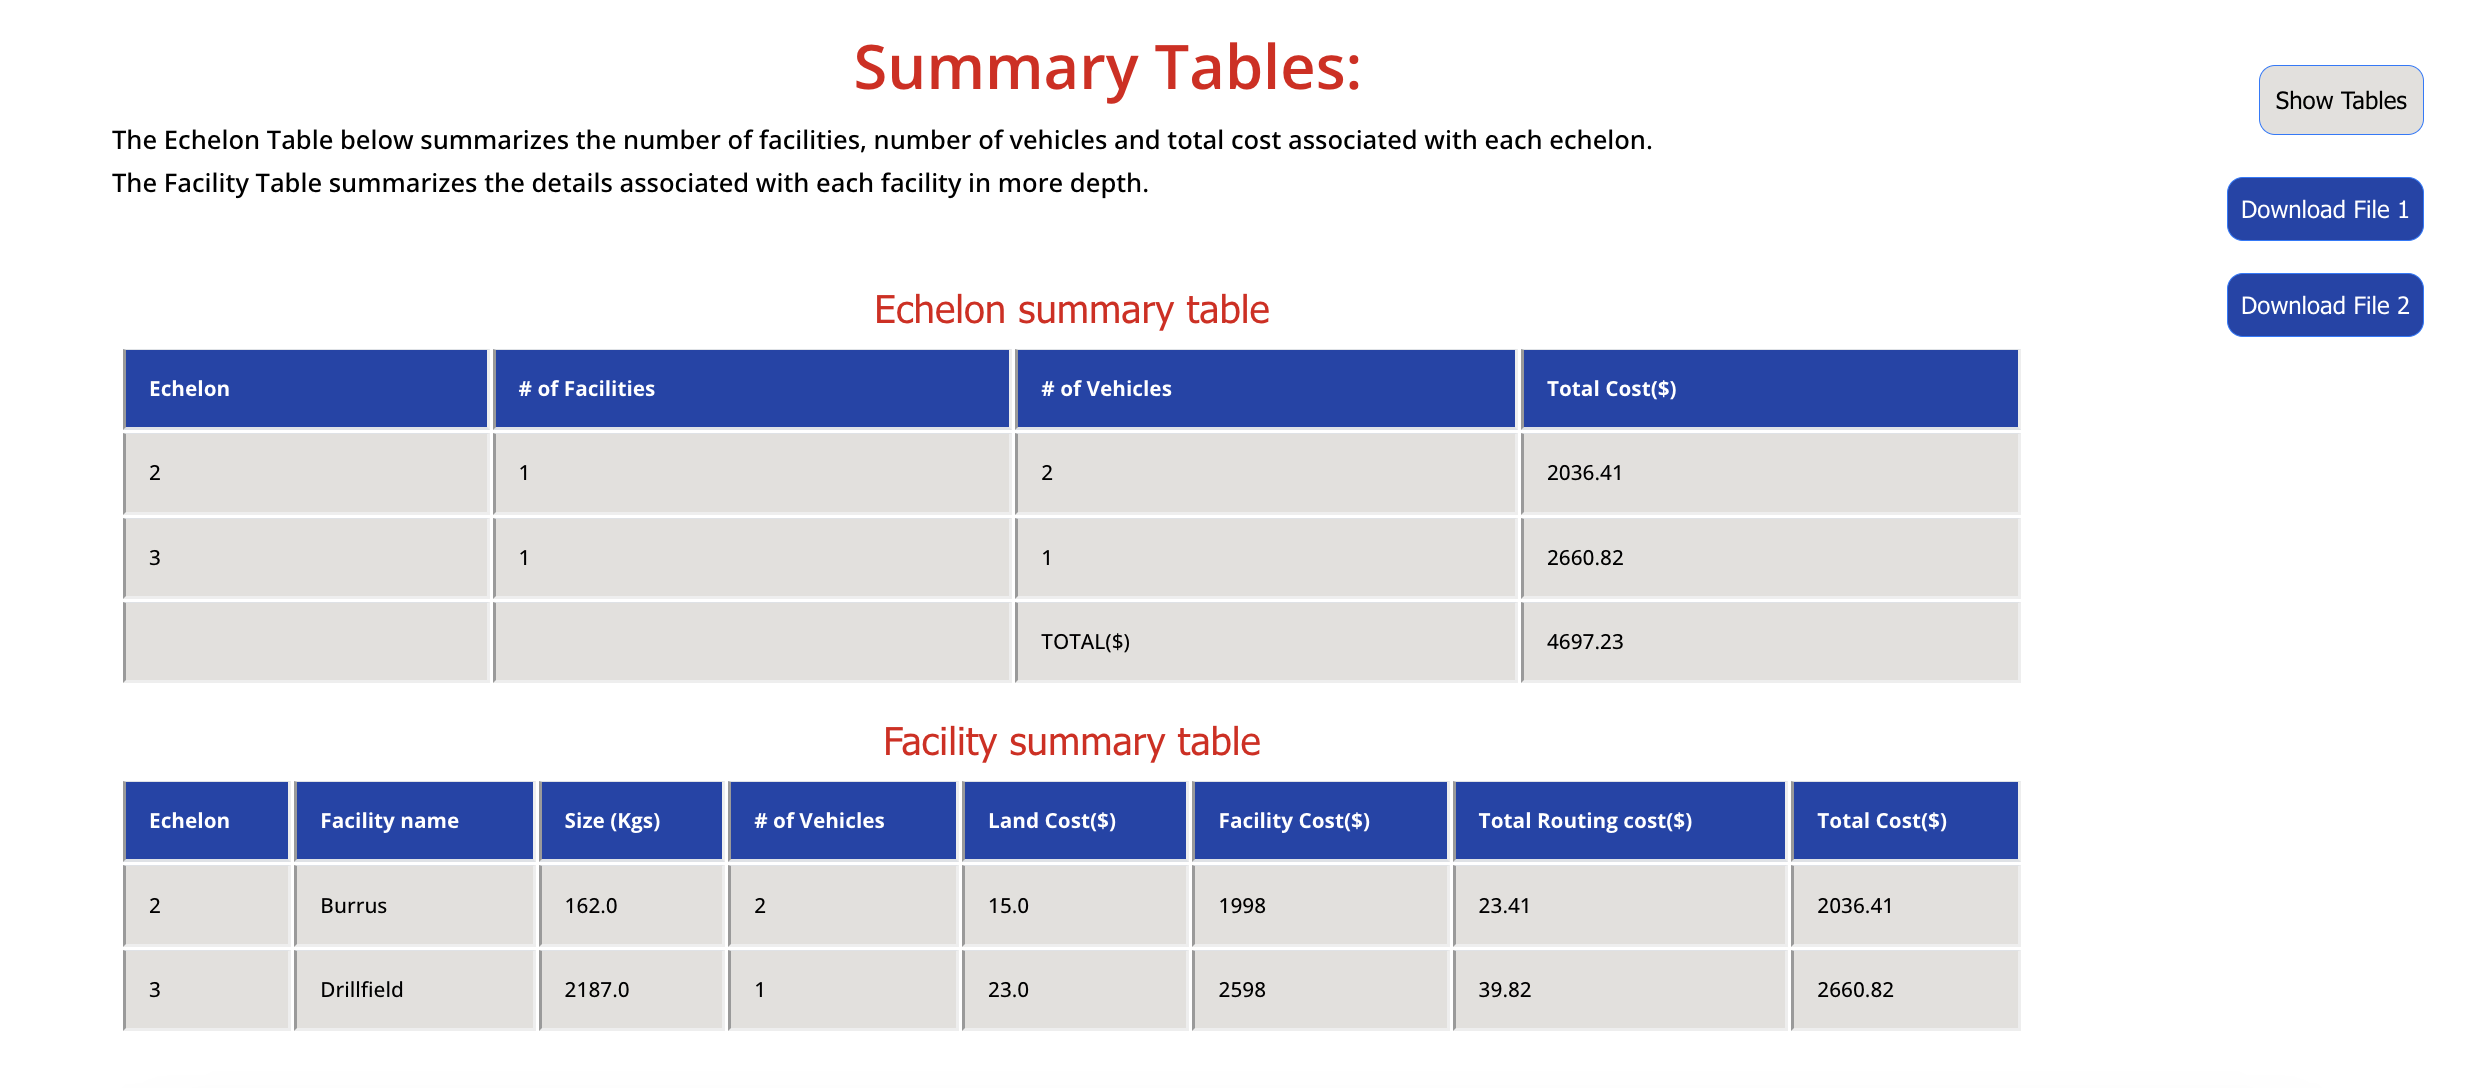 Summary Tables:
Show Tables
The Echelon Table below summarizes the number of facilities, number of vehicles and total cost associated with each echelon.
The Facility Table summarizes the details associated with each facility in more depth.
Download File 1
Download File 2
Echelon summary table
Echelon # of Facilities # of Vehicles Total Cost($)
2 1 2 2036.41
3 1 1 2660.82
TOTAL($) 4697.23
Facility summary table
Echelon Facility name Size (Kgs) # of Vehicles Land Cost($) Facility Cost($) Total Routing cost($) Total Cost($)
2 Burrus 162.0 2 15.0 1998 23.41 2036.41
3 Drillfield 2187.0 1 23.0 2598 39.82 2660.82